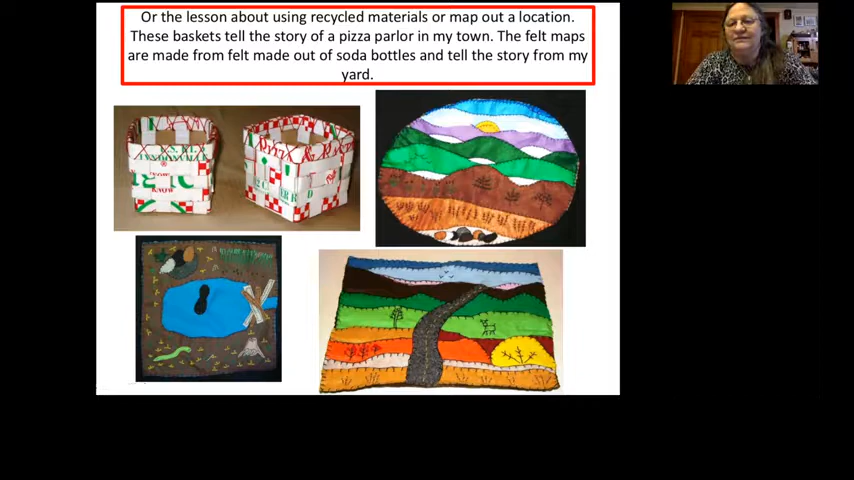 Or the lesson about using recycled materials or map out a location.
These baskets tell the story of a pizza parlor in my town. The felt maps
are made from felt made out of soda bottles and tell the story from my
yard.